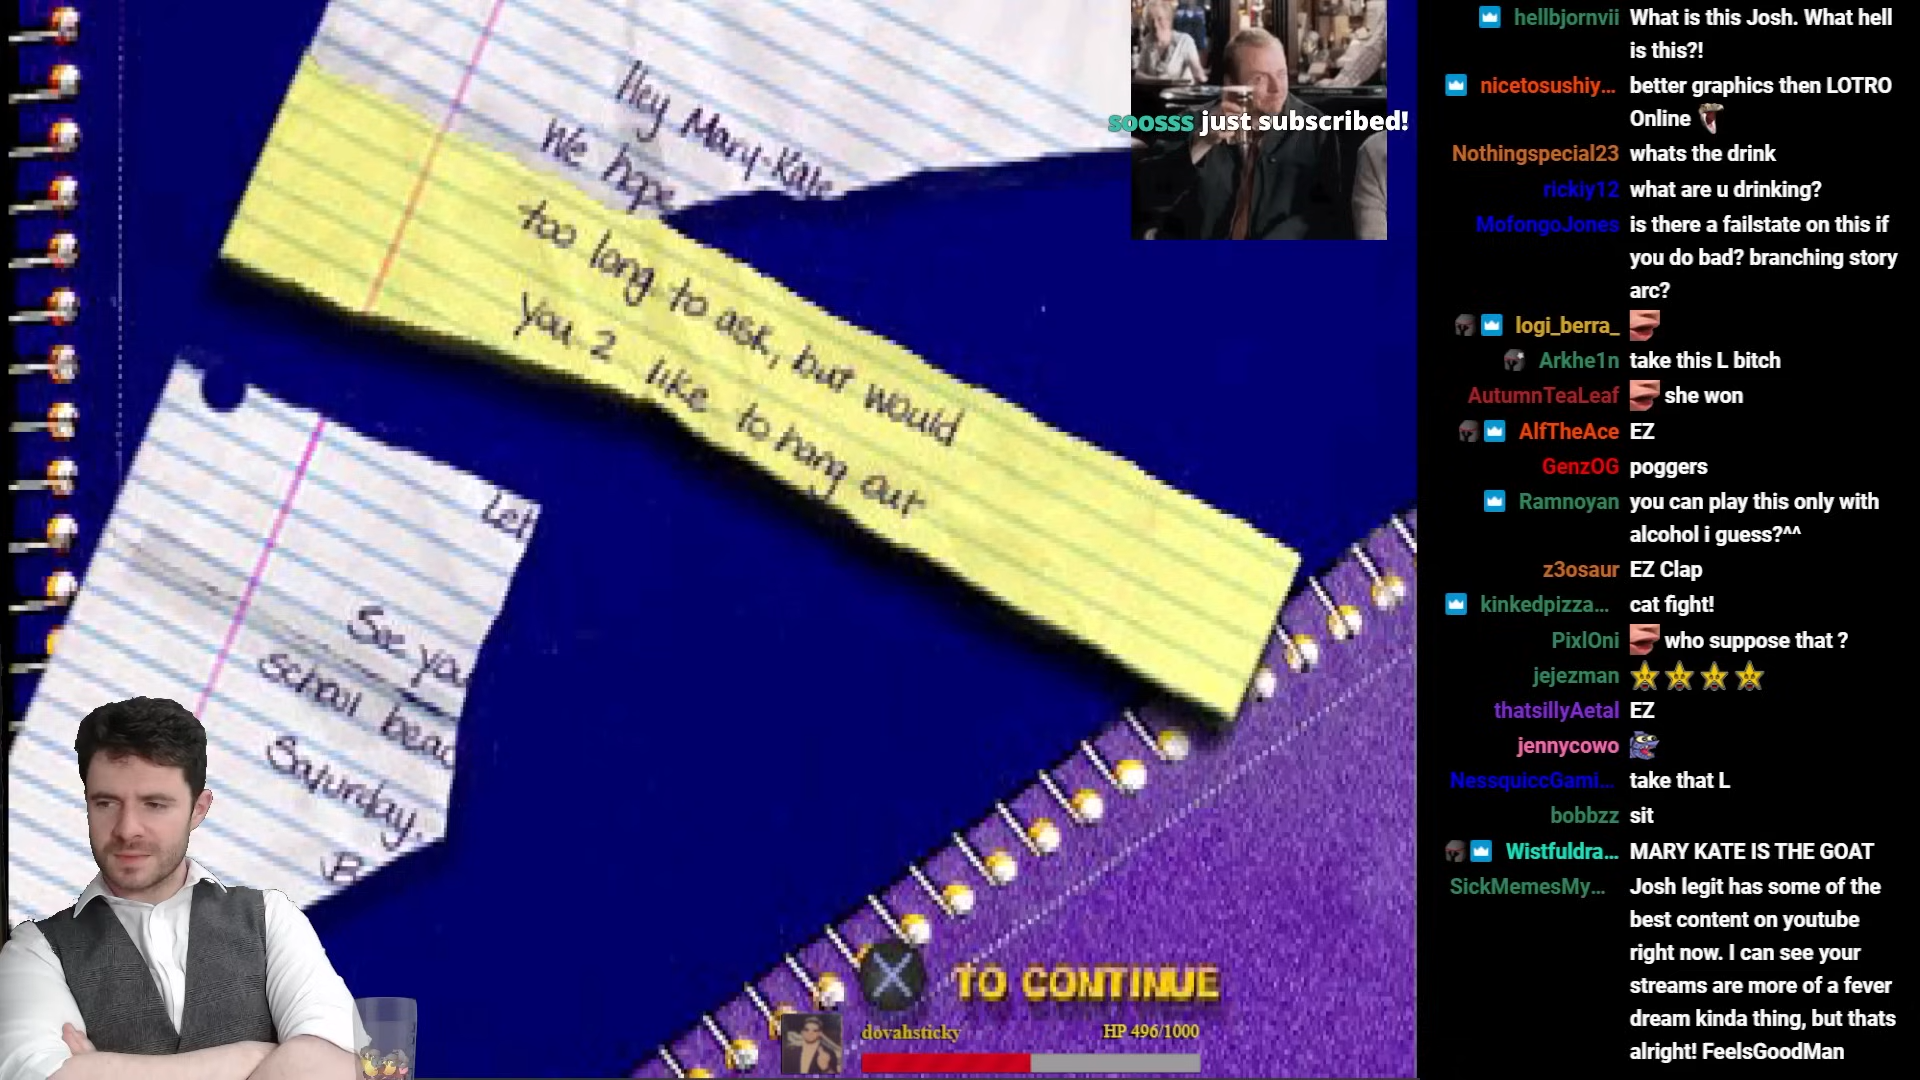 Hey Mary-Kate
We hope
too long to ask, but would
you 2 like to hang out
Let
See you
school beac
Saturday,
B
soosss just subscribed!
X TO CONTINUE
dovahsticky HP 496/1000
hellbjornvii What is this Josh. What hell
is this?!
nicetosushiy... better graphics then LOTRO
Online
Nothingspecial23 whats the drink
rickiy12 what are u drinking?
MofongoJones is there a failstate on this if
you do bad? branching story
arc?
logi_berra_
Arkhe1n take this L bitch
AutumnTeaLeaf she won
AlfTheAce EZ
GenzOG poggers
Ramnoyan you can play this only with
alcohol i guess?^^
z3osaur EZ Clap
kinkedpizza... cat fight!
PixlOni who suppose that ?
jejezman
thatsillyAetal EZ
jennycowo
NessquiccGami... take that L
bobbzz sit
Wistfuldra... MARY KATE IS THE GOAT
SickMemesMy... Josh legit has some of the
best content on youtube
right now. I can see your
streams are more of a fever
dream kinda thing, but thats
alright! FeelsGoodMan